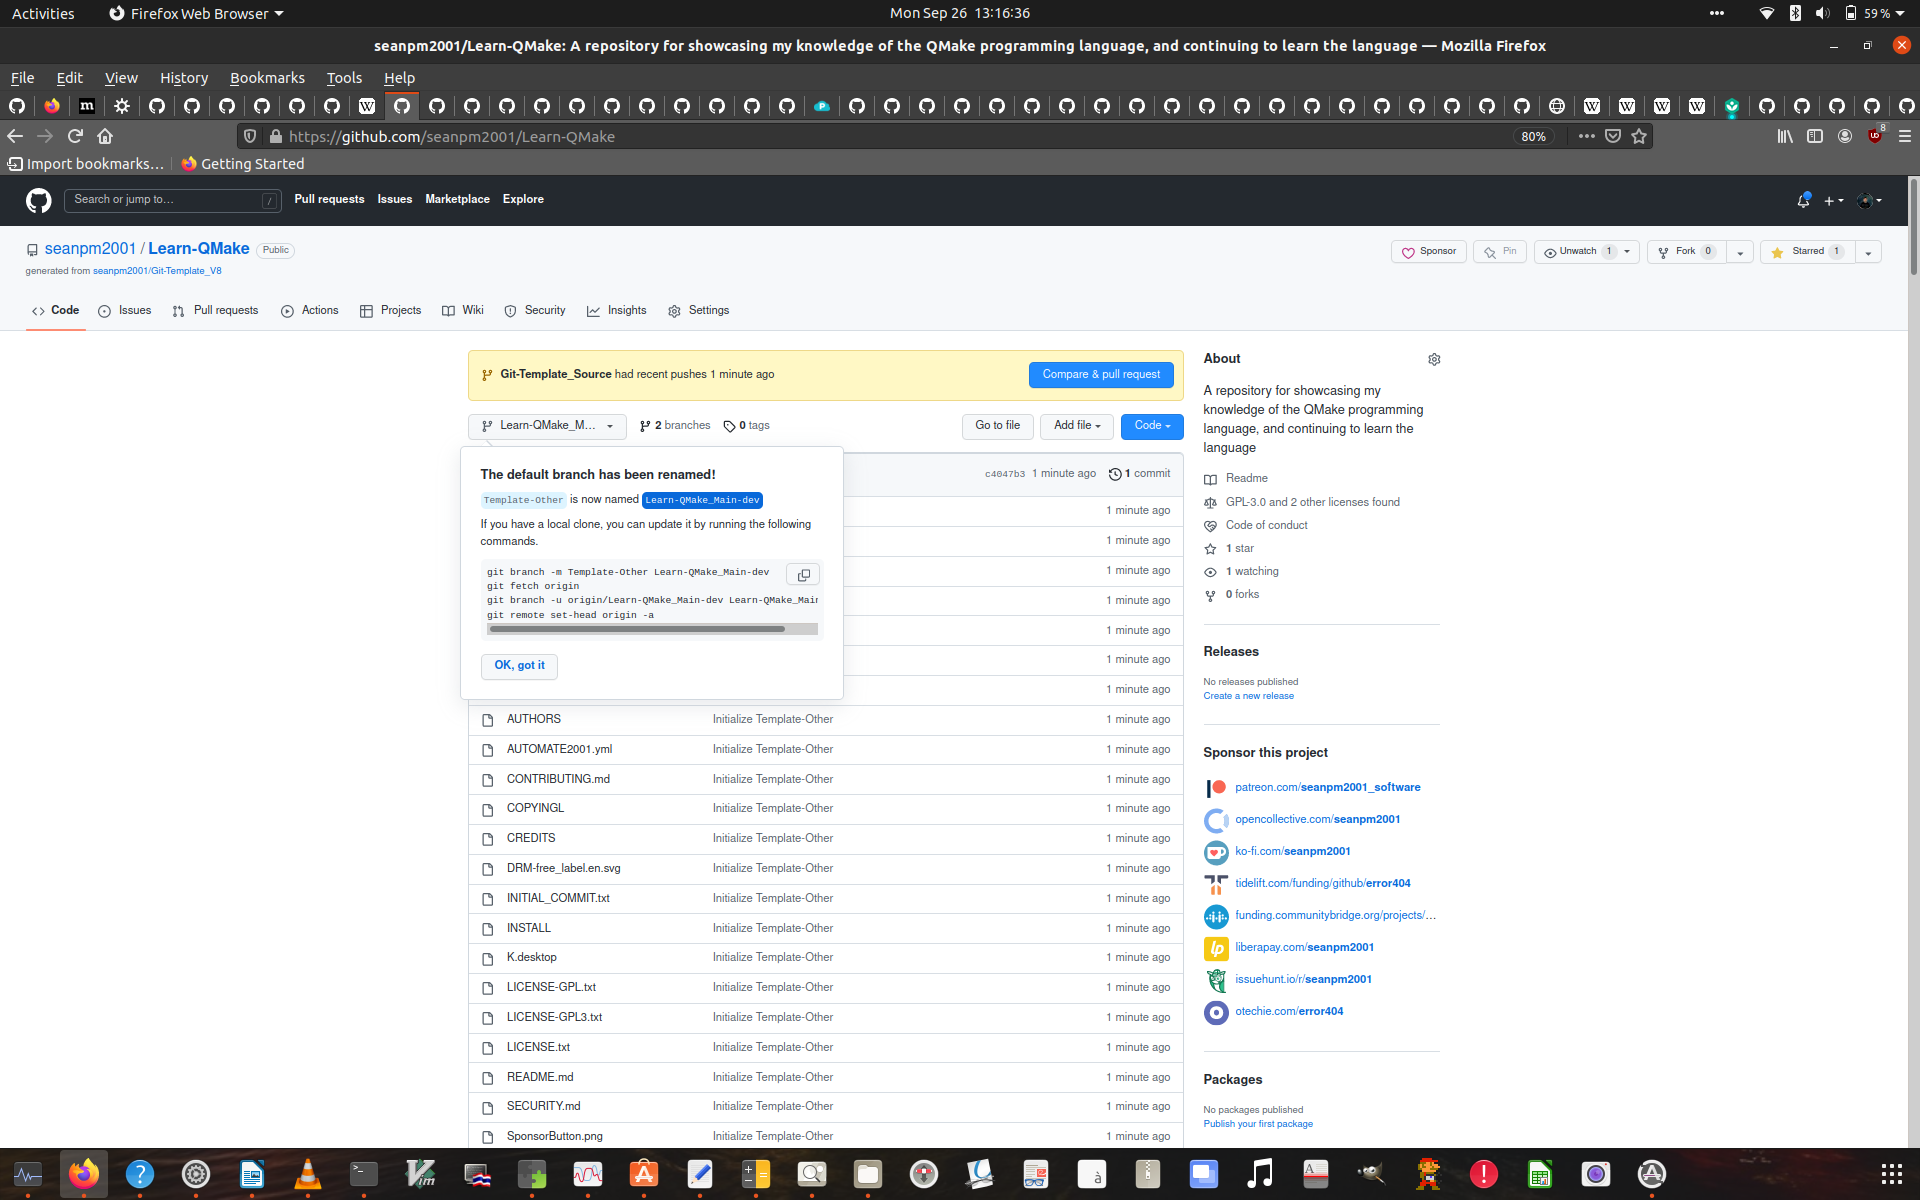 Activities
Firefox Web Browser
Mon Sep 26 13:16:36
59 %
seanpm2001/Learn-QMake: A repository for showcasing my knowledge of the QMake programming language, and continuing to learn the language — Mozilla Firefox
File Edit View History Bookmarks Tools Help
https://github.com/seanpm2001/Learn-QMake
80%
8
Import bookmarks…
Getting Started
Search or jump to…
/
Pull requests Issues Marketplace Explore
seanpm2001 / Learn-QMake Public
generated from seanpm2001/Git-Template_V8
Sponsor
Pin
Unwatch 1
Fork 0
Starred 1
Code Issues Pull requests Actions Projects Wiki Security Insights Settings
Git-Template_Source had recent pushes 1 minute ago
Compare & pull request
Learn-QMake_M…
2 branches
0 tags
Go to file
Add file
Code
The default branch has been renamed!
Template-Other is now named Learn-QMake_Main-dev
If you have a local clone, you can update it by running the following
commands.
git branch -m Template-Other Learn-QMake_Main-dev
git fetch origin
git branch -u origin/Learn-QMake_Main-dev Learn-QMake_Main
git remote set-head origin -a
OK, got it
c4047b3 1 minute ago 1 commit
1 minute ago
1 minute ago
1 minute ago
1 minute ago
1 minute ago
1 minute ago
1 minute ago
AUTHORS Initialize Template-Other 1 minute ago
AUTOMATE2001.yml Initialize Template-Other 1 minute ago
CONTRIBUTING.md Initialize Template-Other 1 minute ago
COPYINGL Initialize Template-Other 1 minute ago
CREDITS Initialize Template-Other 1 minute ago
DRM-free_label.en.svg Initialize Template-Other 1 minute ago
INITIAL_COMMIT.txt Initialize Template-Other 1 minute ago
INSTALL Initialize Template-Other 1 minute ago
K.desktop Initialize Template-Other 1 minute ago
LICENSE-GPL.txt Initialize Template-Other 1 minute ago
LICENSE-GPL3.txt Initialize Template-Other 1 minute ago
LICENSE.txt Initialize Template-Other 1 minute ago
README.md Initialize Template-Other 1 minute ago
SECURITY.md Initialize Template-Other 1 minute ago
SponsorButton.png Initialize Template-Other 1 minute ago
About
A repository for showcasing my
knowledge of the QMake programming
language, and continuing to learn the
language
Readme
GPL-3.0 and 2 other licenses found
Code of conduct
1 star
1 watching
0 forks
Releases
No releases published
Create a new release
Sponsor this project
patreon.com/seanpm2001_software
opencollective.com/seanpm2001
ko-fi.com/seanpm2001
tidelift.com/funding/github/error404
funding.communitybridge.org/projects/…
liberapay.com/seanpm2001
issuehunt.io/r/seanpm2001
otechie.com/error404
Packages
No packages published
Publish your first package